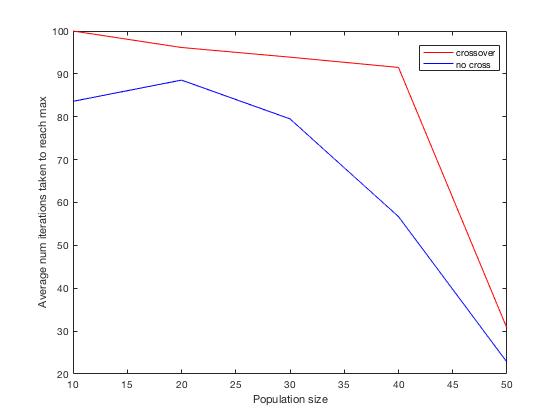 100
90
80
70
60
50
40
30
20
10 15 20 25 30 35 40 45 50
Average num iterations taken to reach max
Population size
crossover
no cross